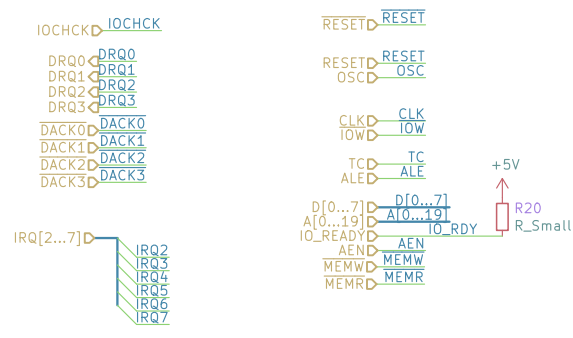 IOCHCK IOCHCK
DRQ0 DRQ0
DRQ1 DRQ1
DRQ2 DRQ2
DRQ3 DRQ3
DACK0 DACK0
DACK1 DACK1
DACK2 DACK2
DACK3 DACK3
IRQ[2...7]
IRQ2
IRQ3
IRQ4
IRQ5
IRQ6
IRQ7
RESET RESET
RESET RESET
OSC OSC
CLK CLK
IOW IOW
TC TC
ALE ALE
D[0...7] D[0...7]
A[0...19] A[0...19]
IO_READY IO_RDY
AEN AEN
MEMW MEMW
MEMR MEMR
+5V
R20
R_Small